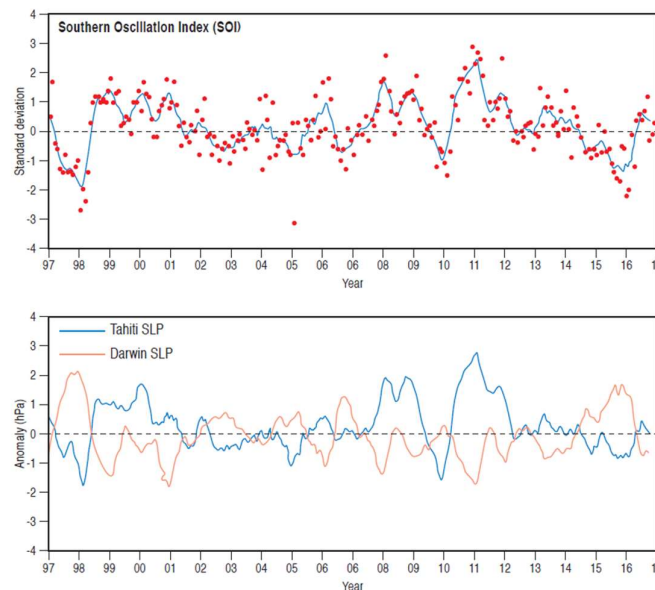 Southern Oscillation Index (SOI)
Standard deviation
4
3
2
1
0
-1
-2
-3
-4
97 98 99 00 01 02 03 04 05 06 07 08 09 10 11 12 13 14 15 16 1
Year
Tahiti SLP
Darwin SLP
Anomaly (hPa)
4
3
2
1
0
-1
-2
-3
-4
97 98 99 00 01 02 03 04 05 06 07 08 09 10 11 12 13 14 15 16 1
Year